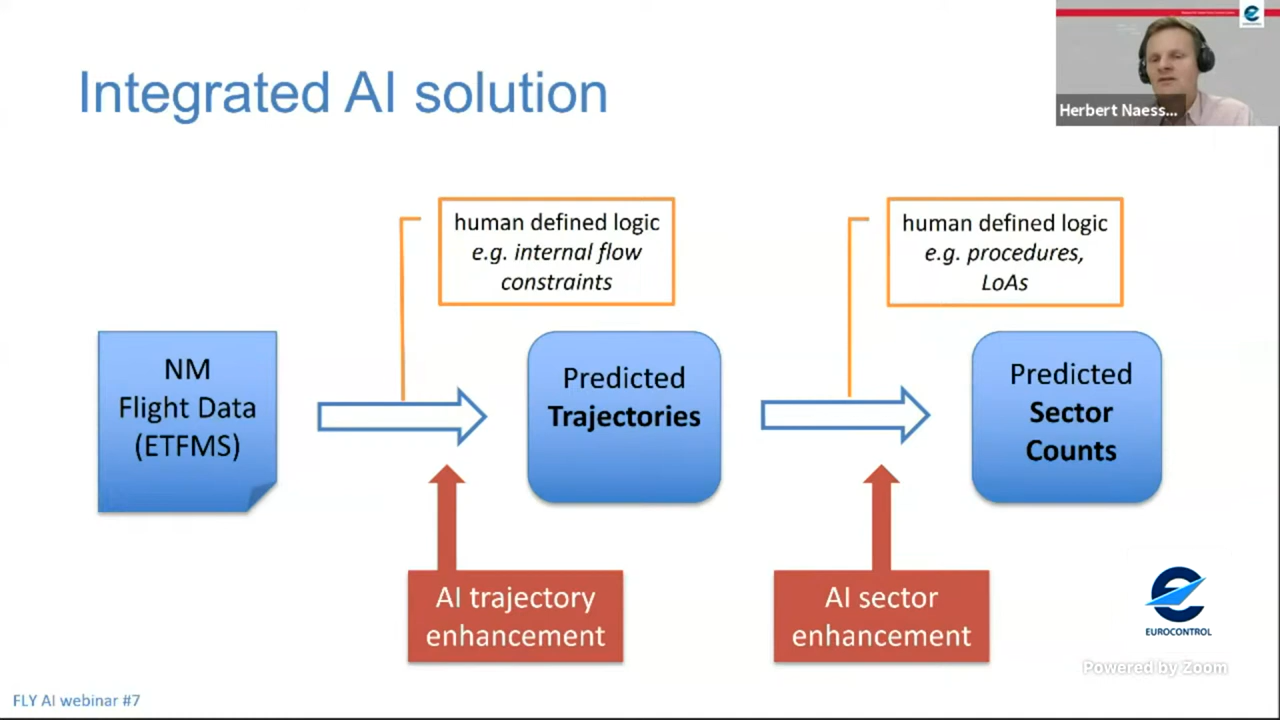 Integrated AI solution
EUROCONTROL
Herbert Naess...
human defined logic
e.g. internal flow
constraints
human defined logic
e.g. procedures,
LoAs
NM
Flight Data
(ETFMS)
Predicted
Trajectories
Predicted
Sector
Counts
AI trajectory
enhancement
AI sector
enhancement
EUROCONTROL
Powered by Zoom
FLY AI webinar #7